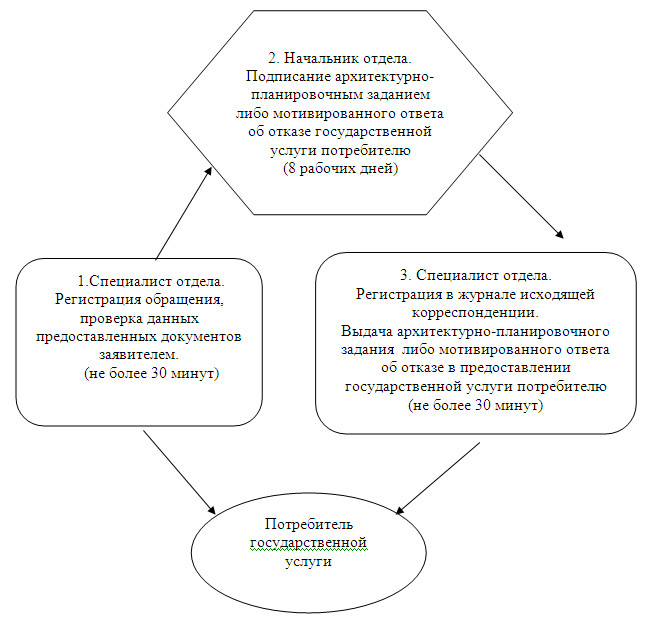 2. Начальник отдела.
Подписание архитектурно-
планировочным заданием
либо мотивированного ответа
об отказе государственной
услуги потребителю
(8 рабочих дней)
1.Специалист отдела.
Регистрация обращения,
проверка данных
предоставленных документов
заявителем.
(не более 30 минут)
3. Специалист отдела.
Регистрация в журнале исходящей
корреспонденции.
Выдача архитектурно-планировочного
задания либо мотивированного ответа
об отказе в предоставлении
государственной услуги потребителю
(не более 30 минут)
Потребитель
государственной
услуги